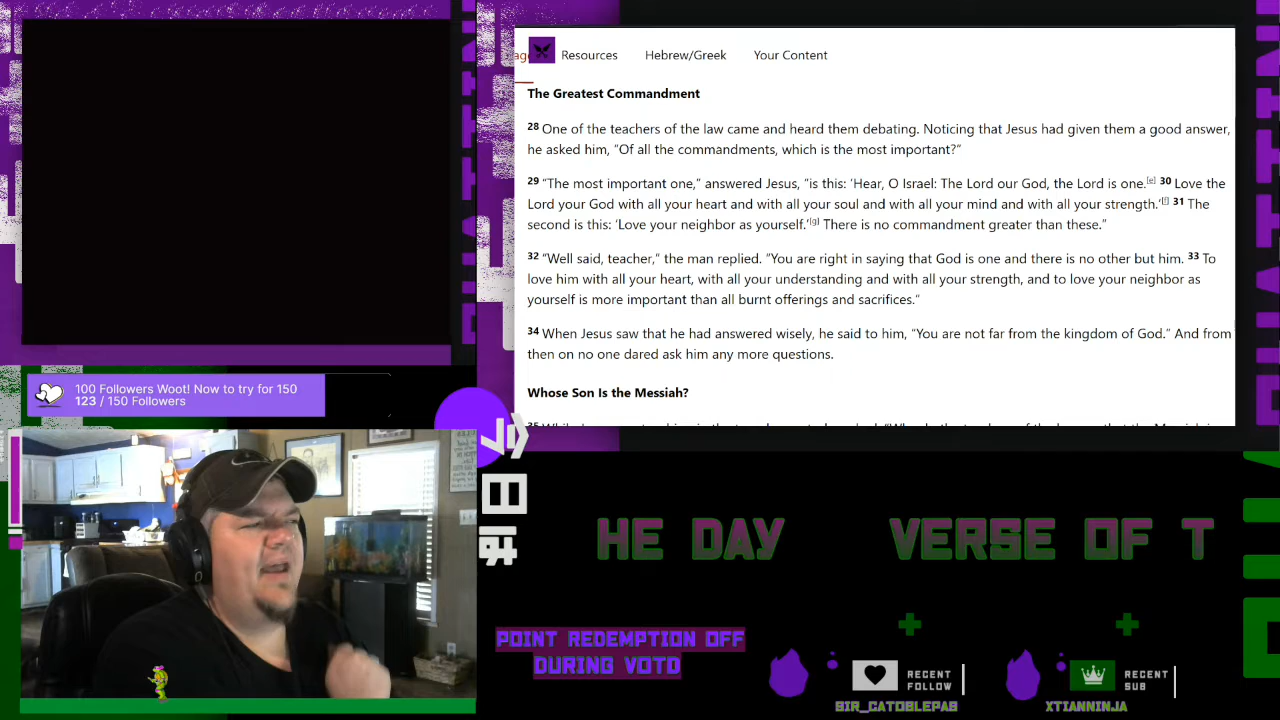 Resources Hebrew/Greek Your Content
The Greatest Commandment
28 One of the teachers of the law came and heard them debating. Noticing that Jesus had given them a good answer,
he asked him, “Of all the commandments, which is the most important?”
29 “The most important one,” answered Jesus, “is this: ‘Hear, O Israel: The Lord our God, the Lord is one.[e] 30 Love the
Lord your God with all your heart and with all your soul and with all your mind and with all your strength.’[f] 31 The
second is this: ‘Love your neighbor as yourself.’[g] There is no commandment greater than these.”
32 “Well said, teacher,” the man replied. “You are right in saying that God is one and there is no other but him. 33 To
love him with all your heart, with all your understanding and with all your strength, and to love your neighbor as
yourself is more important than all burnt offerings and sacrifices.”
34 When Jesus saw that he had answered wisely, he said to him, “You are not far from the kingdom of God.” And from
then on no one dared ask him any more questions.
Whose Son Is the Messiah?
100 Followers Woot! Now to try for 150
123 / 150 Followers
HE DAY VERSE OF T
POINT REDEMPTION OFF
DURING VOTD
RECENT
FOLLOW
SIR_CATOBLEPAS
RECENT
SUB
XTIANNINJA